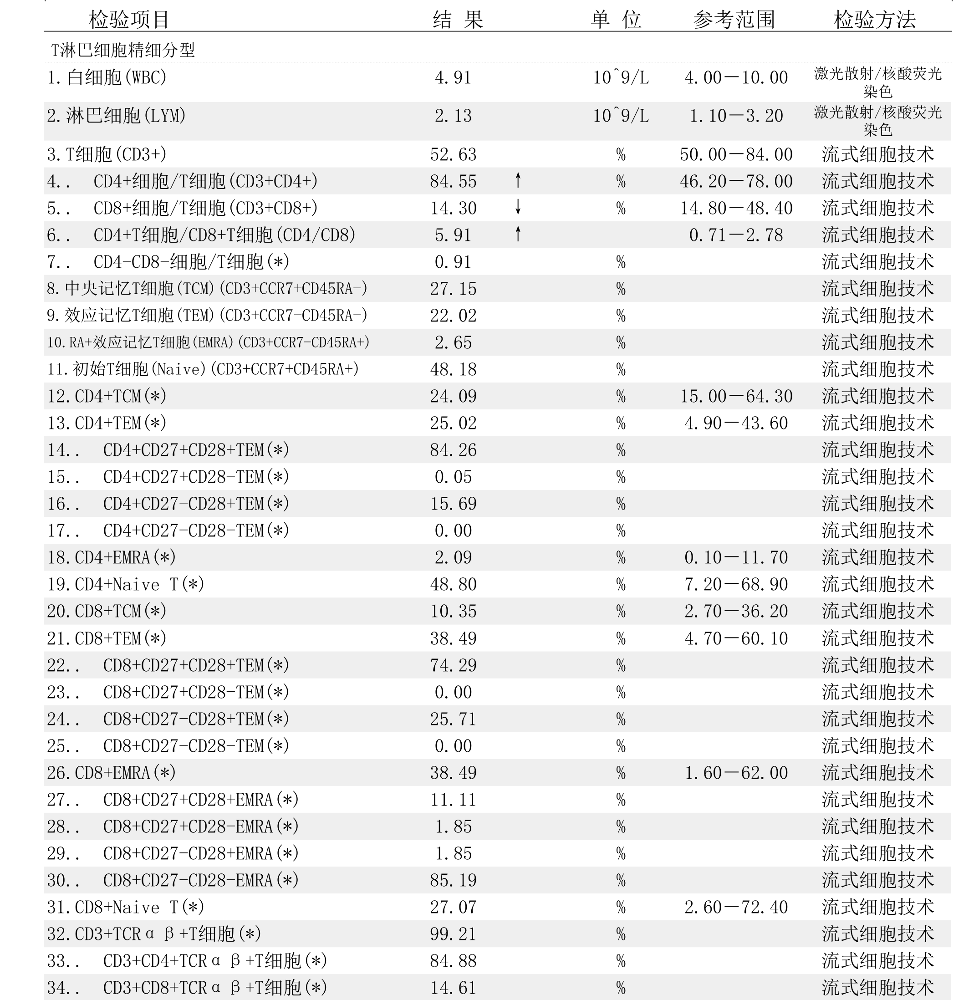 检验项目 结 果 单 位 参考范围 检验方法
T淋巴细胞精细分型
1.白细胞(WBC) 4.91 10^9/L 4.00—10.00 激光散射/核酸荧光
染色
2.淋巴细胞(LYM) 2.13 10^9/L 1.10—3.20 激光散射/核酸荧光
染色
3.T细胞(CD3+) 52.63 % 50.00—84.00 流式细胞技术
4.. CD4+细胞/T细胞(CD3+CD4+) 84.55 ↑ % 46.20—78.00 流式细胞技术
5.. CD8+细胞/T细胞(CD3+CD8+) 14.30 ↓ % 14.80—48.40 流式细胞技术
6.. CD4+T细胞/CD8+T细胞(CD4/CD8) 5.91 ↑ 0.71—2.78 流式细胞技术
7.. CD4-CD8-细胞/T细胞(*) 0.91 % 流式细胞技术
8.中央记忆T细胞(TCM)(CD3+CCR7+CD45RA-) 27.15 % 流式细胞技术
9.效应记忆T细胞(TEM)(CD3+CCR7-CD45RA-) 22.02 % 流式细胞技术
10.RA+效应记忆T细胞(EMRA)(CD3+CCR7-CD45RA+) 2.65 % 流式细胞技术
11.初始T细胞(Naive)(CD3+CCR7+CD45RA+) 48.18 % 流式细胞技术
12.CD4+TCM(*) 24.09 % 15.00—64.30 流式细胞技术
13.CD4+TEM(*) 25.02 % 4.90—43.60 流式细胞技术
14.. CD4+CD27+CD28+TEM(*) 84.26 % 流式细胞技术
15.. CD4+CD27+CD28-TEM(*) 0.05 % 流式细胞技术
16.. CD4+CD27-CD28+TEM(*) 15.69 % 流式细胞技术
17.. CD4+CD27-CD28-TEM(*) 0.00 % 流式细胞技术
18.CD4+EMRA(*) 2.09 % 0.10—11.70 流式细胞技术
19.CD4+Naive T(*) 48.80 % 7.20—68.90 流式细胞技术
20.CD8+TCM(*) 10.35 % 2.70—36.20 流式细胞技术
21.CD8+TEM(*) 38.49 % 4.70—60.10 流式细胞技术
22.. CD8+CD27+CD28+TEM(*) 74.29 % 流式细胞技术
23.. CD8+CD27+CD28-TEM(*) 0.00 % 流式细胞技术
24.. CD8+CD27-CD28+TEM(*) 25.71 % 流式细胞技术
25.. CD8+CD27-CD28-TEM(*) 0.00 % 流式细胞技术
26.CD8+EMRA(*) 38.49 % 1.60—62.00 流式细胞技术
27.. CD8+CD27+CD28+EMRA(*) 11.11 % 流式细胞技术
28.. CD8+CD27+CD28-EMRA(*) 1.85 % 流式细胞技术
29.. CD8+CD27-CD28+EMRA(*) 1.85 % 流式细胞技术
30.. CD8+CD27-CD28-EMRA(*) 85.19 % 流式细胞技术
31.CD8+Naive T(*) 27.07 % 2.60—72.40 流式细胞技术
32.CD3+TCRαβ+T细胞(*) 99.21 % 流式细胞技术
33.. CD3+CD4+TCRαβ+T细胞(*) 84.88 % 流式细胞技术
34.. CD3+CD8+TCRαβ+T细胞(*) 14.61 % 流式细胞技术